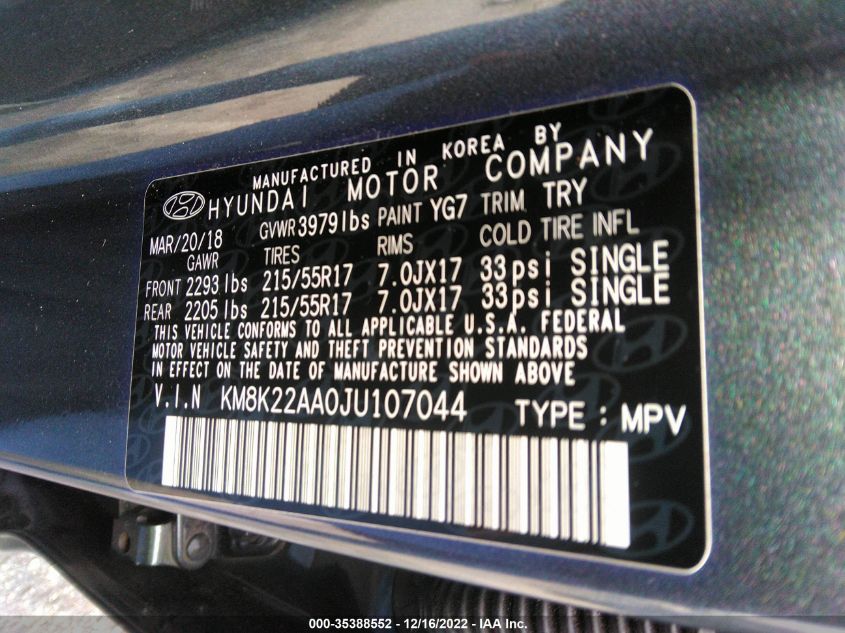 MANUFACTURED IN KOREA BY
HYUNDAI MOTOR COMPANY
MAR/20/18 GVWR 3979lbs PAINT YG7 TRIM TRY
GAWR TIRES RIMS COLD TIRE INFL
FRONT 2293 lbs 215/55R17 7.0JX17 33psi SINGLE
REAR 2205 lbs 215/55R17 7.0JX17 33psi SINGLE
THIS VEHICLE CONFORMS TO ALL APPLICABLE U.S.A. FEDERAL
MOTOR VEHICLE SAFETY AND THEFT PREVENTION STANDARDS
IN EFFECT ON THE DATE OF MANUFACTURE SHOWN ABOVE
V.I.N KM8K22AA0JU107044 TYPE : MPV
000-35388552 - 12/16/2022 - IAA Inc.